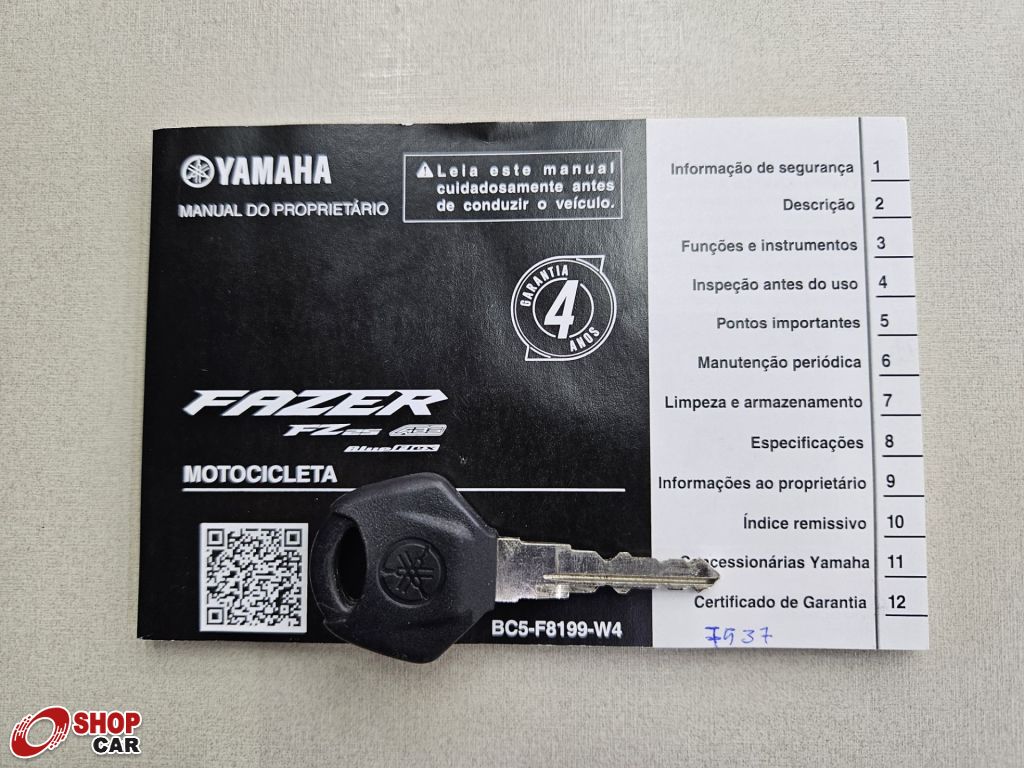 YAMAHA
MANUAL DO PROPRIETÁRIO
Leia este manual
cuidadosamente antes
de conduzir o veículo.
GARANTIA
4
ANOS
FAZER
FZ25 ABS
BlueFlex
MOTOCICLETA
BC5-F8199-W4
Informação de segurança 1
Descrição 2
Funções e instrumentos 3
Inspeção antes do uso 4
Pontos importantes 5
Manutenção periódica 6
Limpeza e armazenamento 7
Especificações 8
Informações ao proprietário 9
Índice remissivo 10
cessionárias Yamaha 11
Certificado de Garantia 12
7937
SHOP
CAR